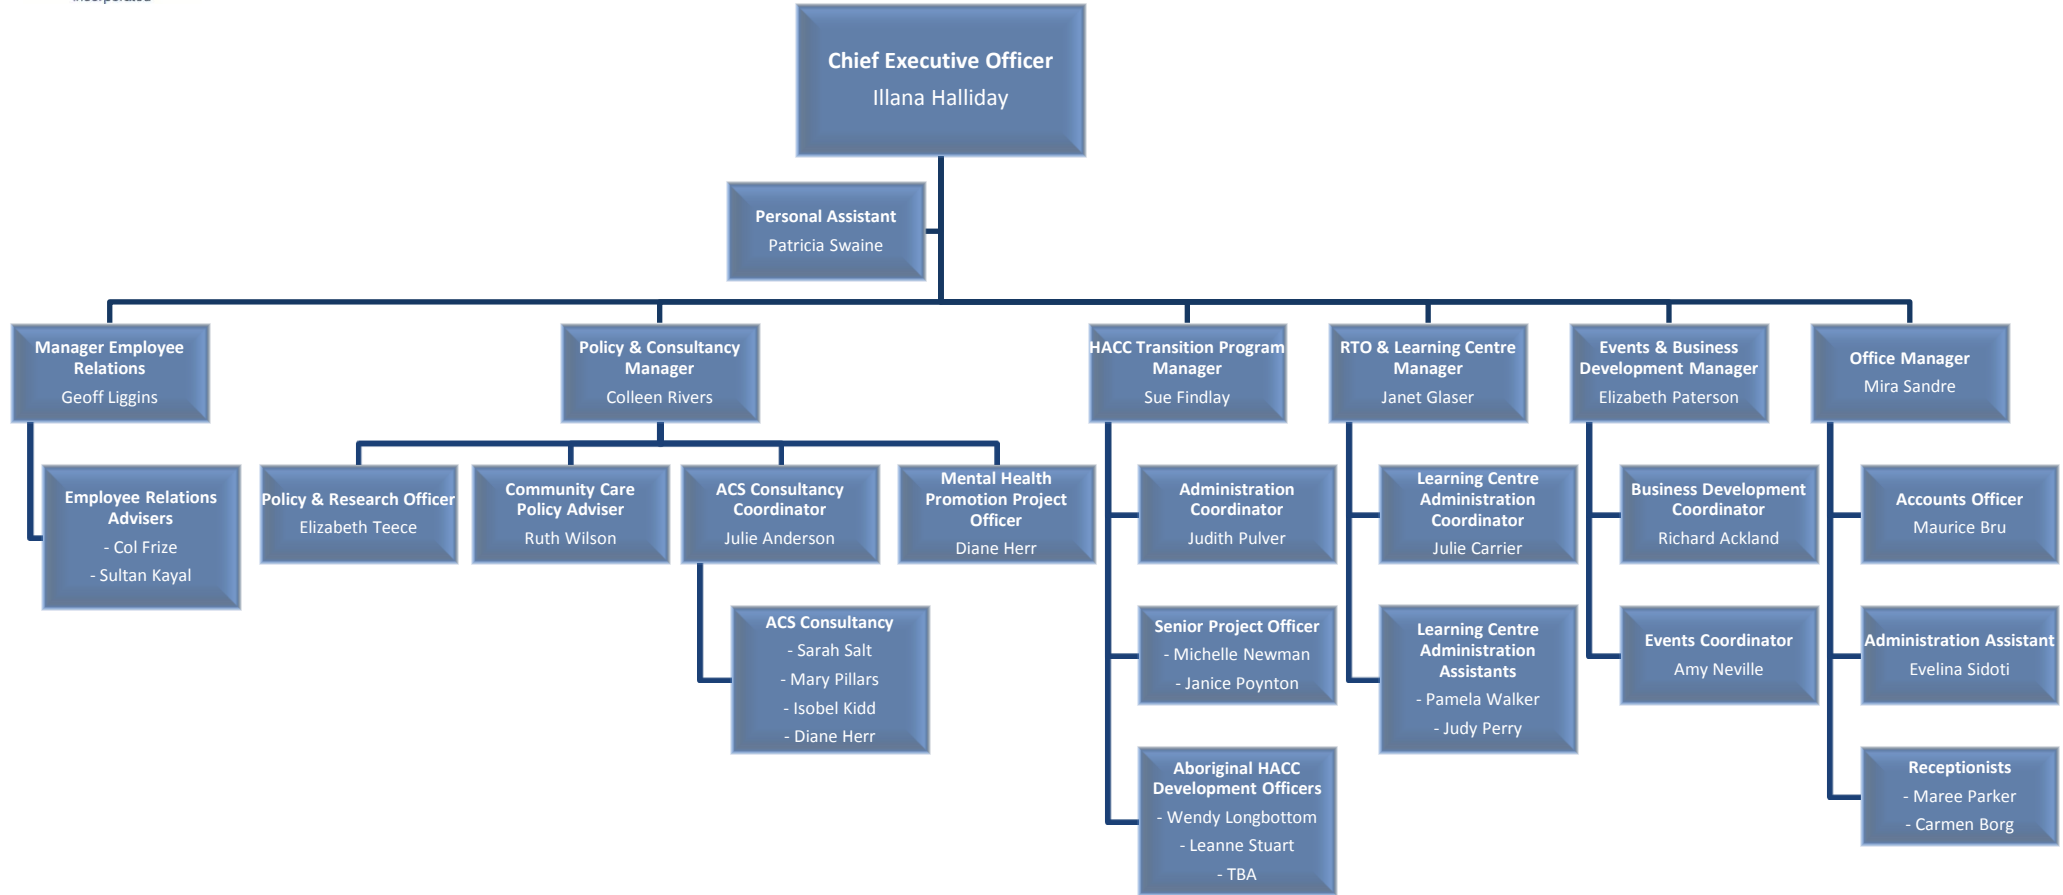 Incorporated
Chief Executive Officer
Illana Halliday
Personal Assistant
Patricia Swaine
Manager Employee
Relations
Geoff Liggins
Policy & Consultancy
Manager
Colleen Rivers
HACC Transition Program
Manager
Sue Findlay
RTO & Learning Centre
Manager
Janet Glaser
Events & Business
Development Manager
Elizabeth Paterson
Office Manager
Mira Sandre
Employee Relations
Advisers
- Col Frize
- Sultan Kayal
Policy & Research Officer
Elizabeth Teece
Community Care
Policy Adviser
Ruth Wilson
ACS Consultancy
Coordinator
Julie Anderson
Mental Health
Promotion Project
Officer
Diane Herr
ACS Consultancy
- Sarah Salt
- Mary Pillars
- Isobel Kidd
- Diane Herr
Administration
Coordinator
Judith Pulver
Senior Project Officer
- Michelle Newman
- Janice Poynton
Aboriginal HACC
Development Officers
- Wendy Longbottom
- Leanne Stuart
- TBA
Learning Centre
Administration
Coordinator
Julie Carrier
Learning Centre
Administration
Assistants
- Pamela Walker
- Judy Perry
Business Development
Coordinator
Richard Ackland
Events Coordinator
Amy Neville
Accounts Officer
Maurice Bru
Administration Assistant
Evelina Sidoti
Receptionists
- Maree Parker
- Carmen Borg